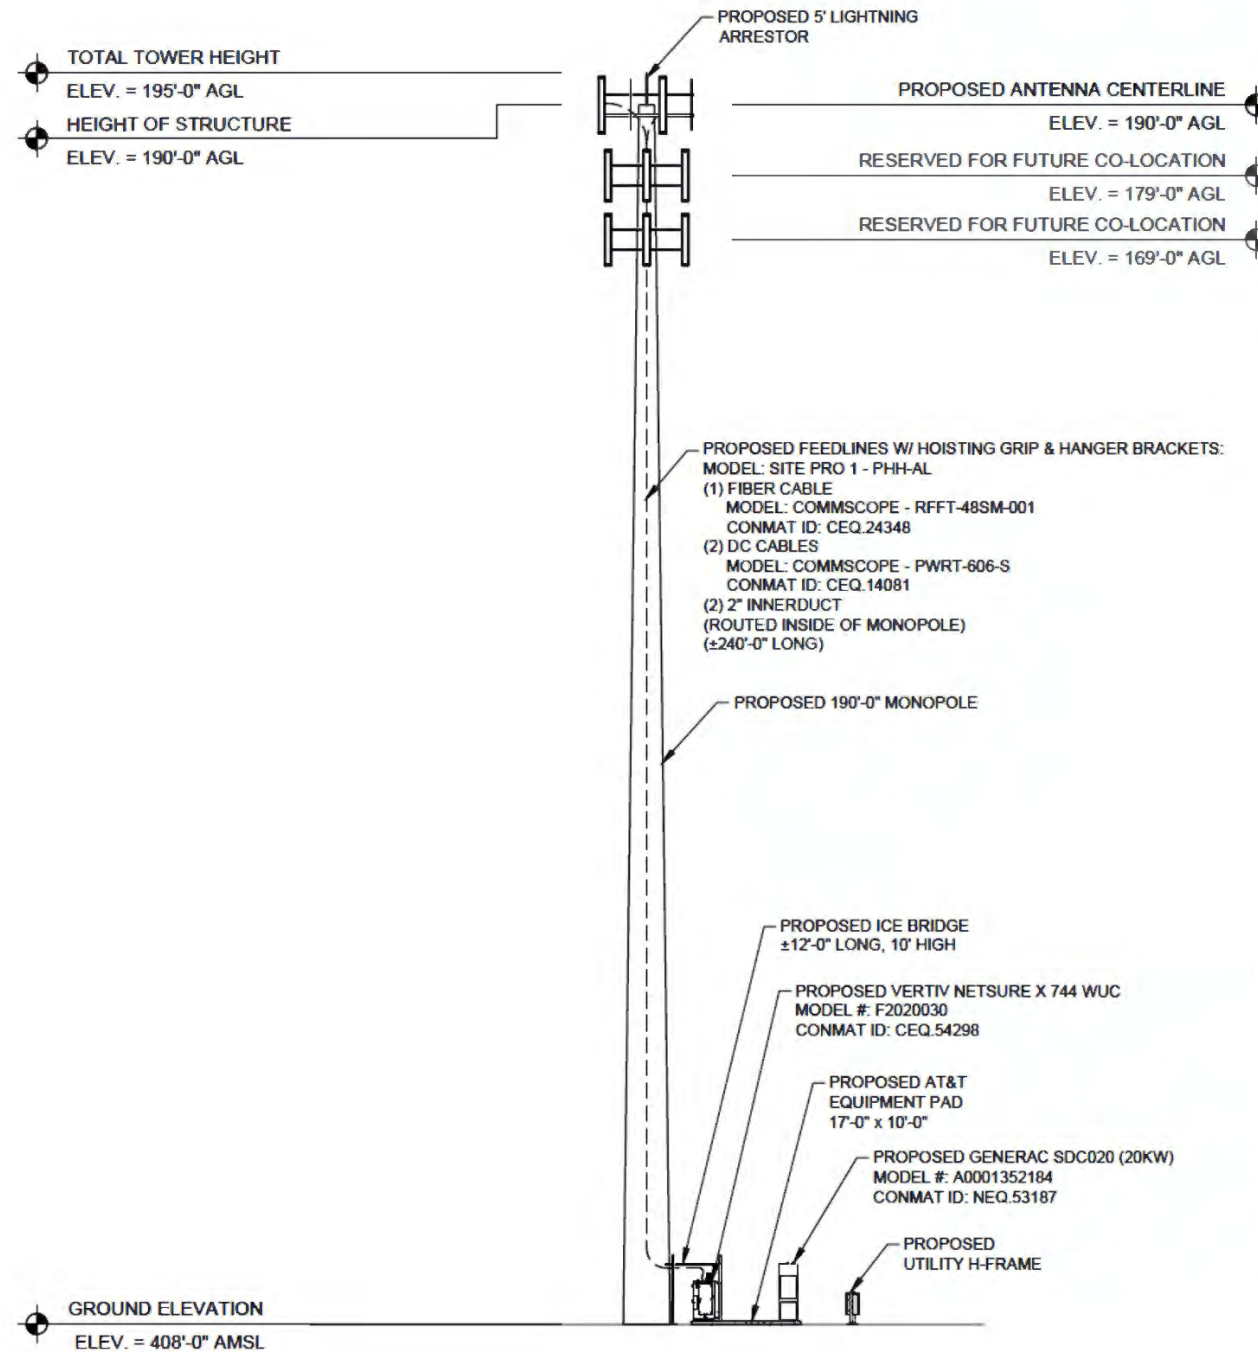 PROPOSED 5' LIGHTNING
ARRESTOR
TOTAL TOWER HEIGHT
ELEV. = 195'-0" AGL
HEIGHT OF STRUCTURE
ELEV. = 190'-0" AGL
PROPOSED ANTENNA CENTERLINE
ELEV. = 190'-0" AGL
RESERVED FOR FUTURE CO-LOCATION
ELEV. = 179'-0" AGL
RESERVED FOR FUTURE CO-LOCATION
ELEV. = 169'-0" AGL
PROPOSED FEEDLINES W/ HOISTING GRIP & HANGER BRACKETS:
MODEL: SITE PRO 1 - PHH-AL
(1) FIBER CABLE
MODEL: COMMSCOPE - RFFT-48SM-001
CONMAT ID: CEQ.24348
(2) DC CABLES
MODEL: COMMSCOPE - PWRT-606-S
CONMAT ID: CEQ.14081
(2) 2" INNERDUCT
(ROUTED INSIDE OF MONOPOLE)
(±240'-0" LONG)
PROPOSED 190'-0" MONOPOLE
PROPOSED ICE BRIDGE
±12'-0" LONG, 10' HIGH
PROPOSED VERTIV NETSURE X 744 WUC
MODEL #: F2020030
CONMAT ID: CEQ.54298
PROPOSED AT&T
EQUIPMENT PAD
17'-0" x 10'-0"
PROPOSED GENERAC SDC020 (20KW)
MODEL #: A0001352184
CONMAT ID: NEQ.53187
PROPOSED
UTILITY H-FRAME
GROUND ELEVATION
ELEV. = 408'-0" AMSL